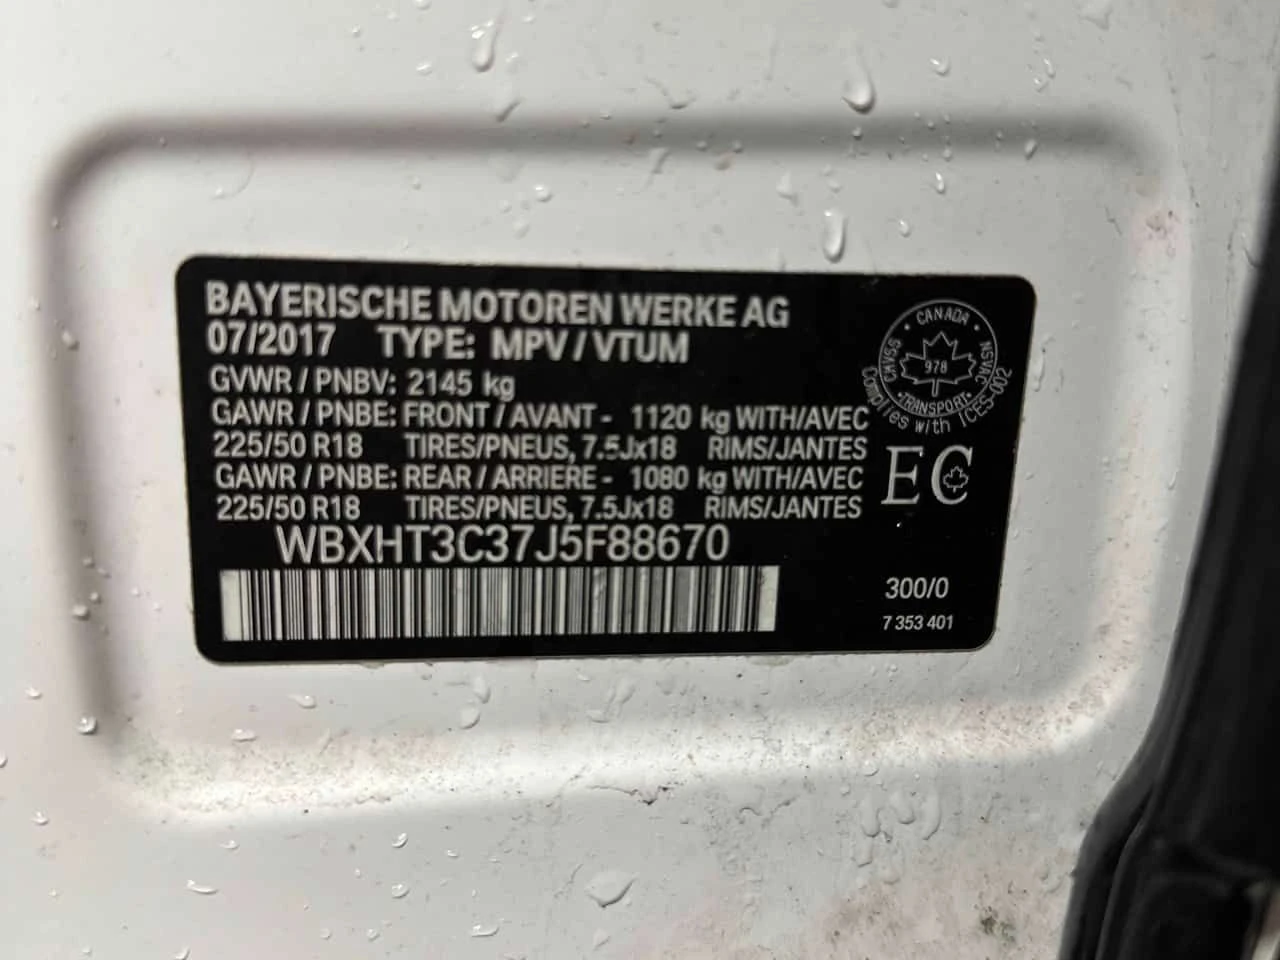 BAYERISCHE MOTOREN WERKE AG
07/2017 TYPE: MPV / VTUM
GVWR / PNBV: 2145 kg
GAWR / PNBE: FRONT / AVANT - 1120 kg WITH/AVEC
225/50 R18 TIRES/PNEUS, 7.5Jx18 RIMS/JANTES
GAWR / PNBE: REAR / ARRIERE - 1080 kg WITH/AVEC
225/50 R18 TIRES/PNEUS, 7.5Jx18 RIMS/JANTES
WBXHT3C37J5F88670
CANADA
CMVSS
NSVAC
978
TRANSPORT
Complies with ICES-002
EC
300/0
7 353 401